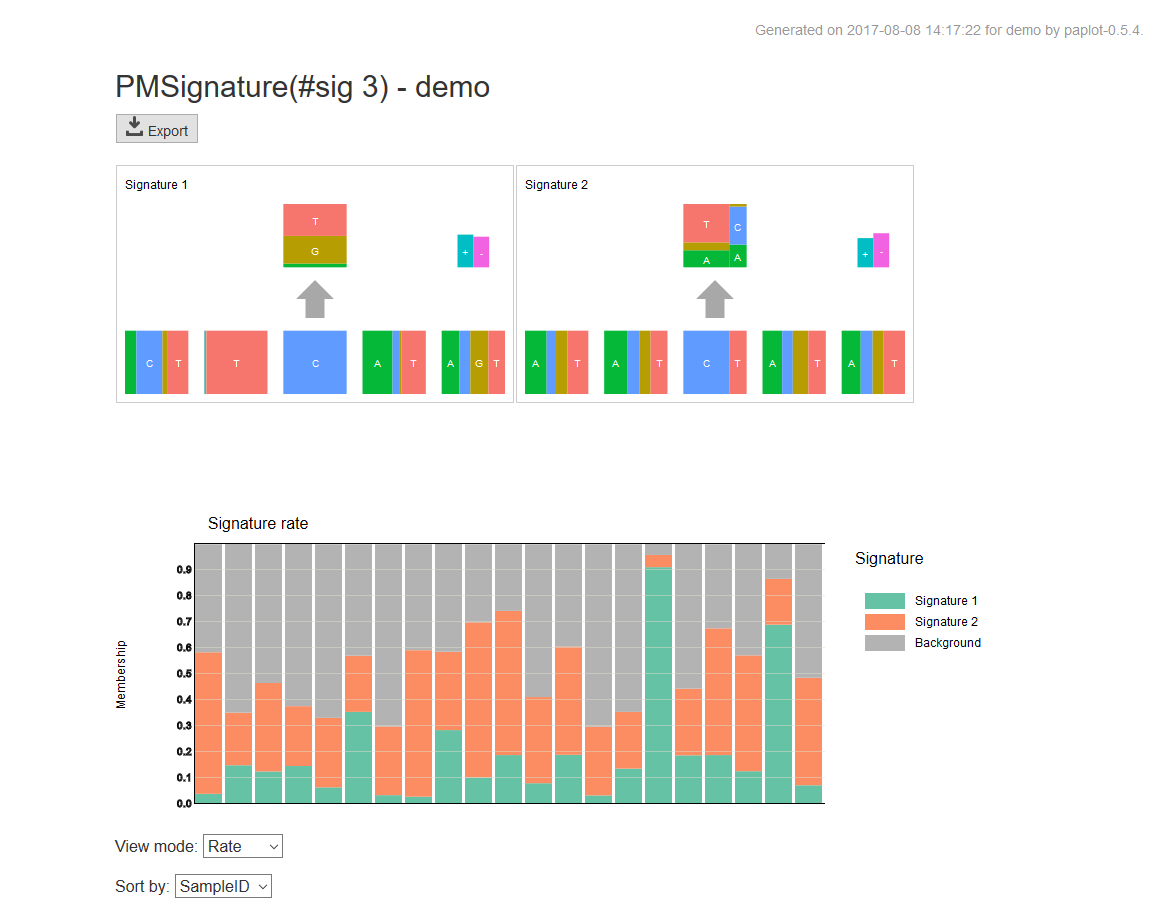 Generated on 2017-08-08 14:17:22 for demo by paplot-0.5.4.
PMSignature(#sig 3) - demo
Export
Signature 1
T
G
+ -
C T T C A T A G T
Signature 2
T C
A A
+ -
A T A T C T A T A T
Signature rate
Membership
0.9
0.8
0.7
0.6
0.5
0.4
0.3
0.2
0.1
0.0
Signature
Signature 1
Signature 2
Background
View mode: Rate
Sort by: SampleID